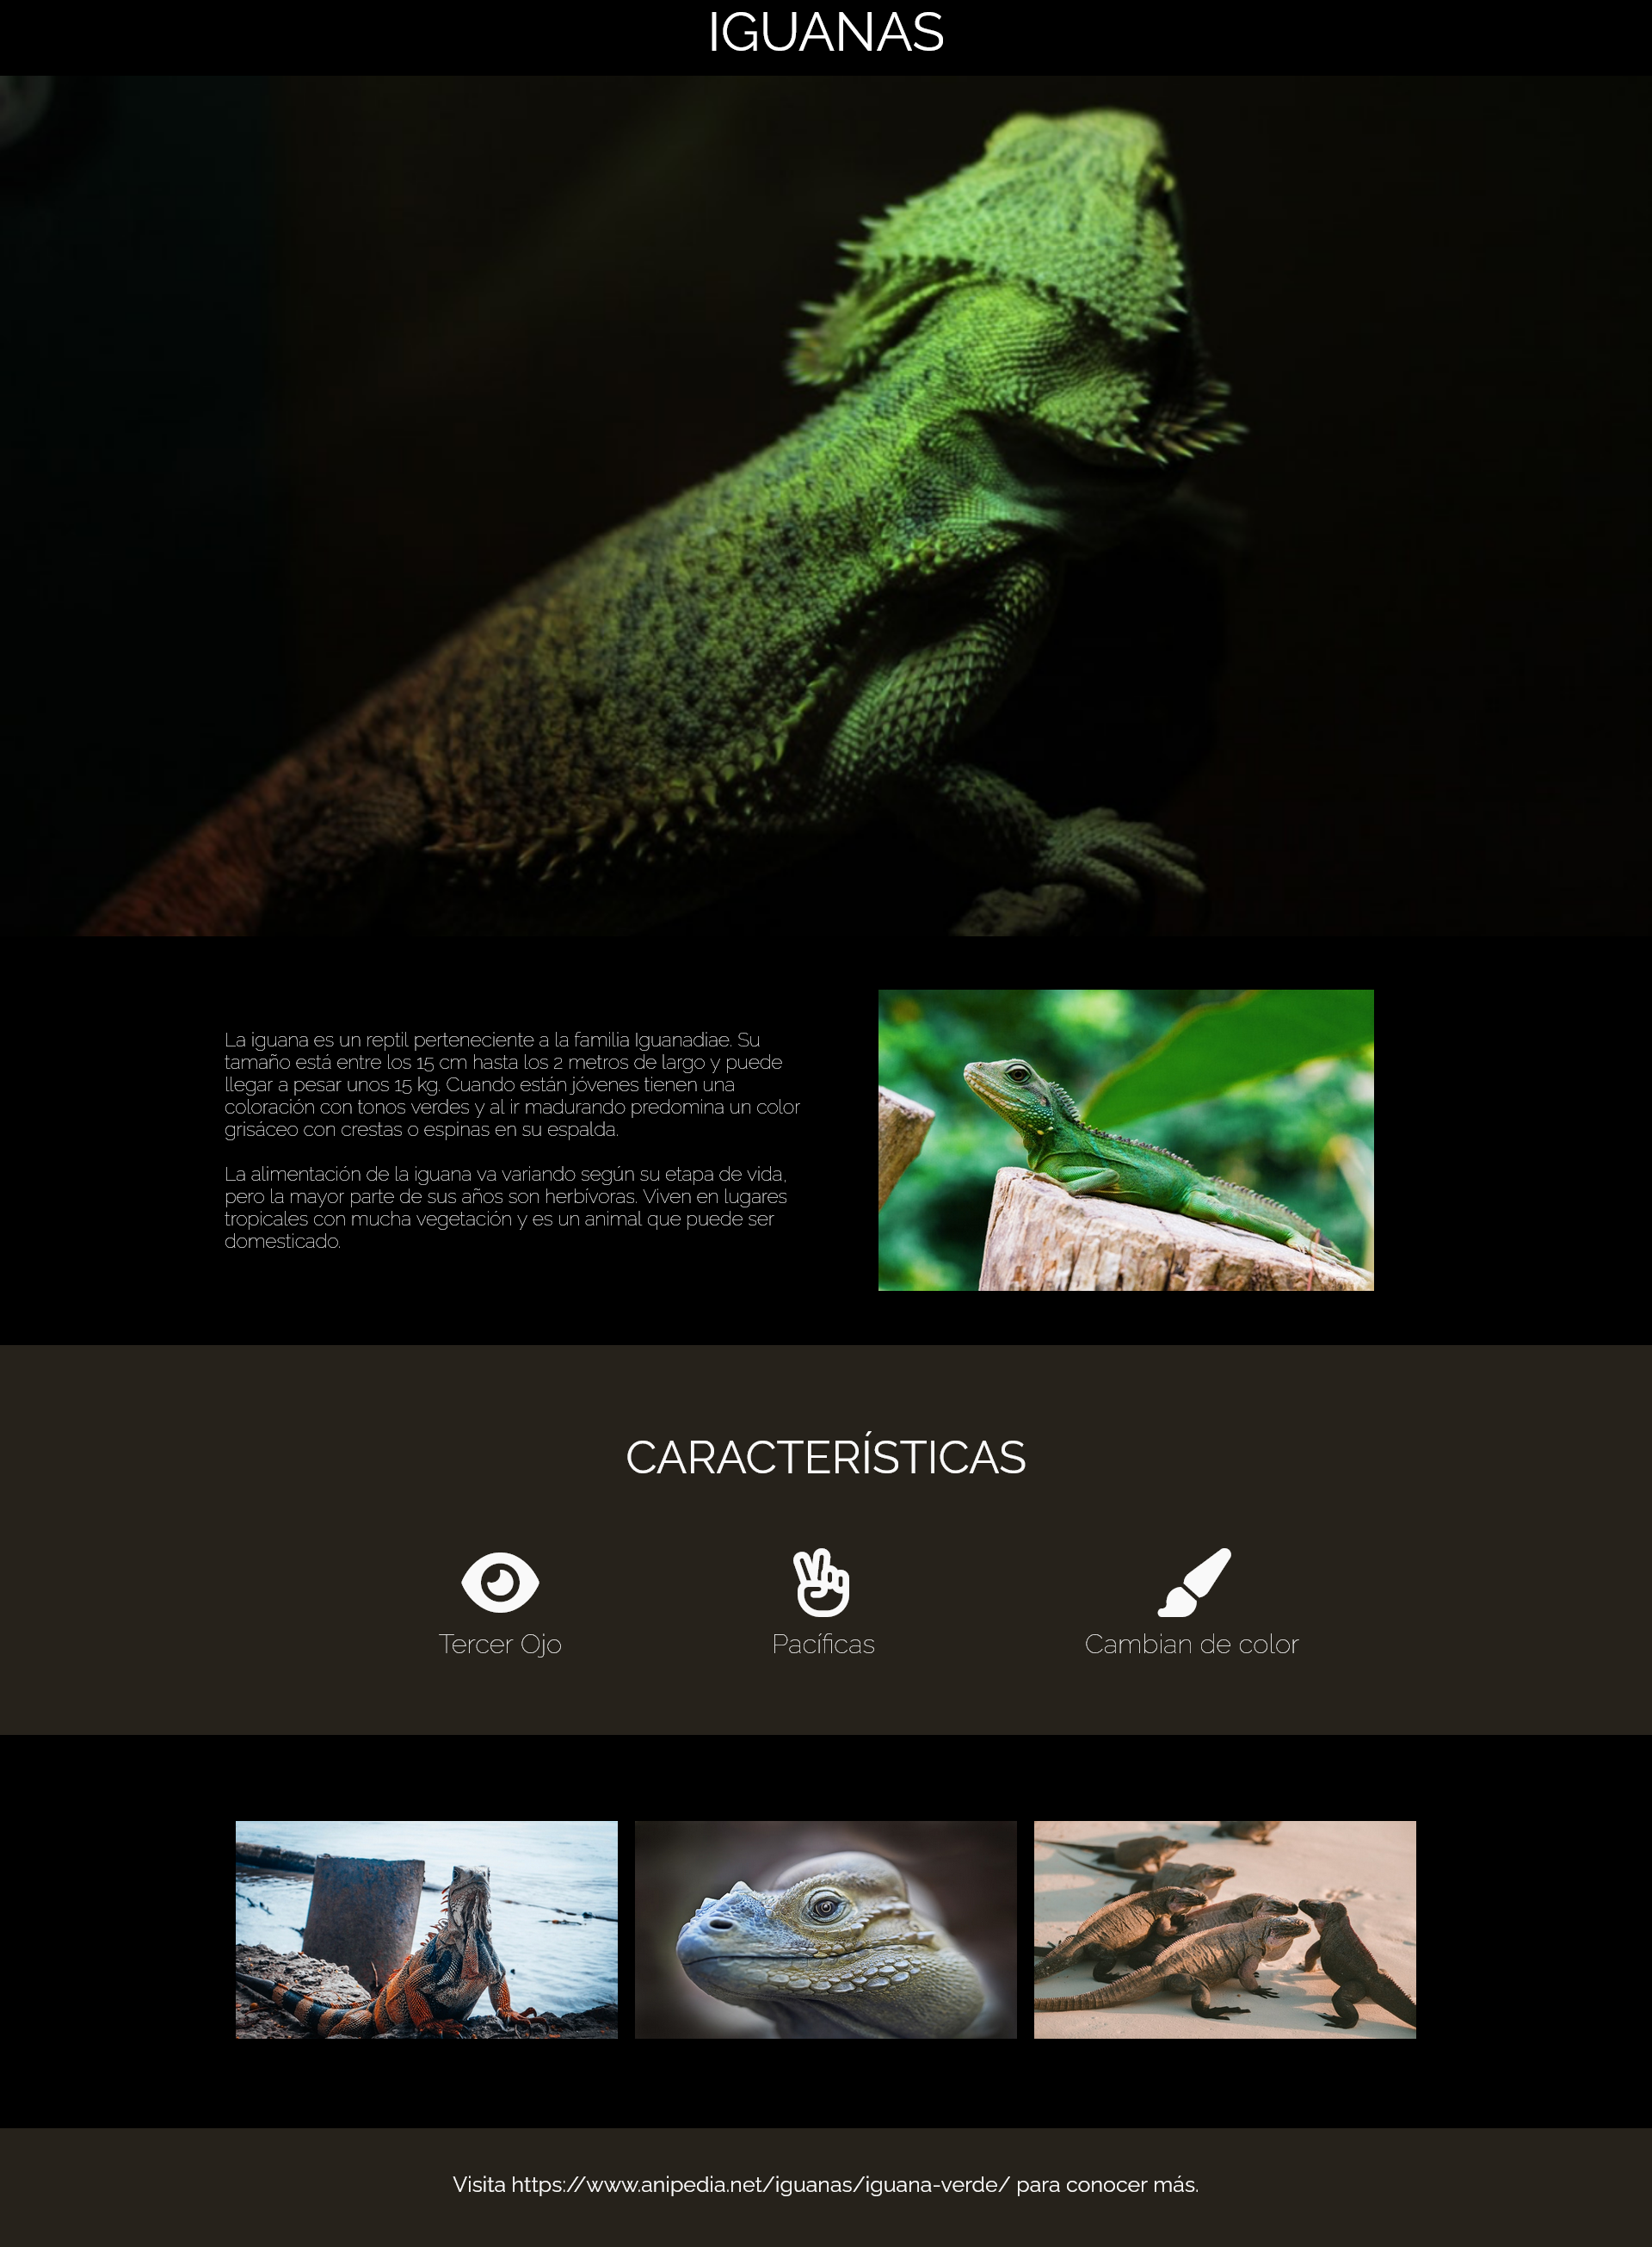 IGUANAS
La iguana es un reptil perteneciente a la familia Iguanadiae. Su
tamaño está entre los 15 cm hasta los 2 metros de largo y puede
llegar a pesar unos 15 kg. Cuando están jóvenes tienen una
coloración con tonos verdes y al ir madurando predomina un color
grisáceo con crestas o espinas en su espalda.
La alimentación de la iguana va variando según su etapa de vida,
pero la mayor parte de sus años son herbívoras. Viven en lugares
tropicales con mucha vegetación y es un animal que puede ser
domesticado.
CARACTERÍSTICAS
Tercer Ojo
Pacíficas
Cambian de color
Visita https://www.anipedia.net/iguanas/iguana-verde/ para conocer más.